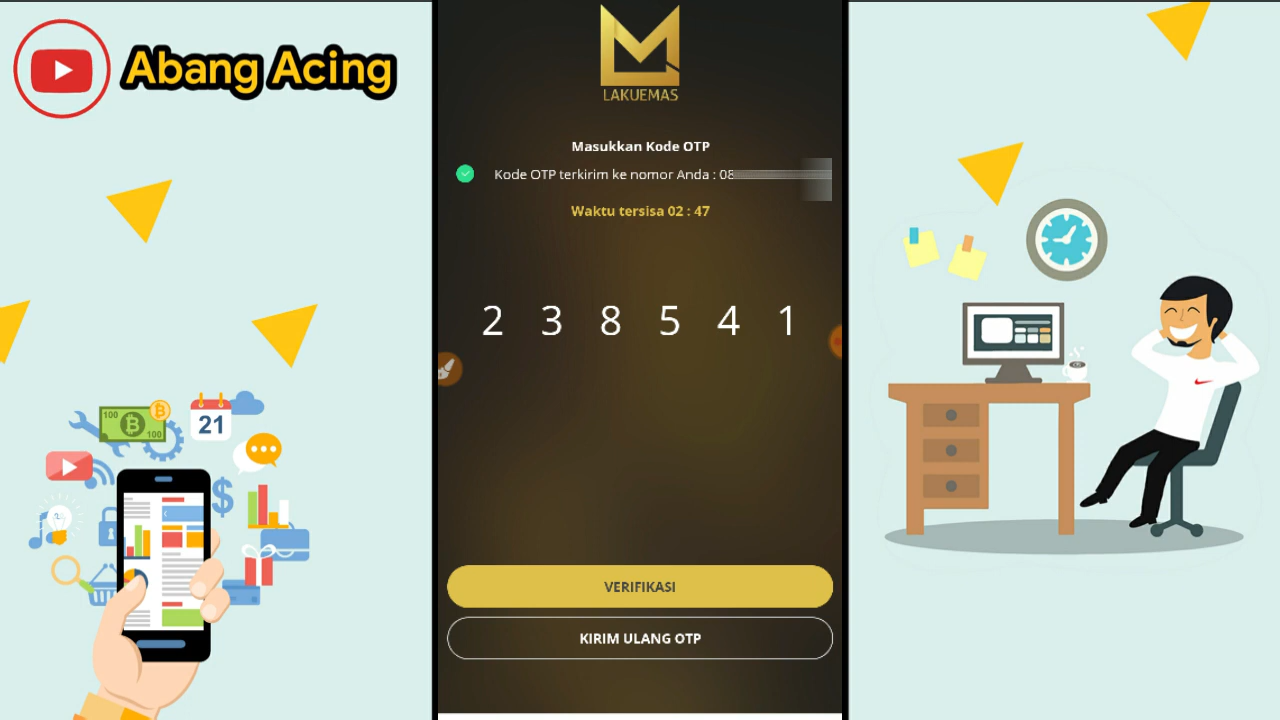 Abang Acing
LAKUEMAS
Masukkan Kode OTP
Kode OTP terkirim ke nomor Anda : 08
Waktu tersisa 02 : 47
2 3 8 5 4 1
VERIFIKASI
KIRIM ULANG OTP
100
100
21